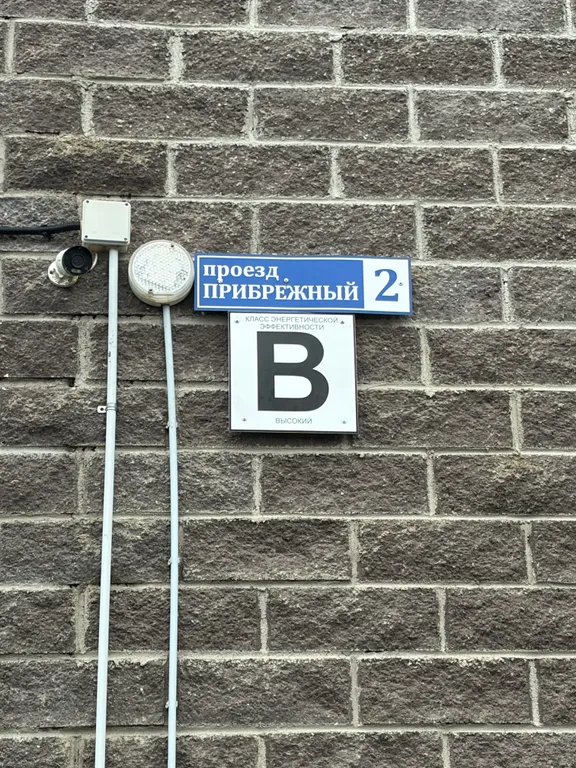 проезд
ПРИБРЕЖНЫЙ 2
КЛАСС ЭНЕРГЕТИЧЕСКОЙ
ЭФФЕКТИВНОСТИ
В
ВЫСОКИЙ